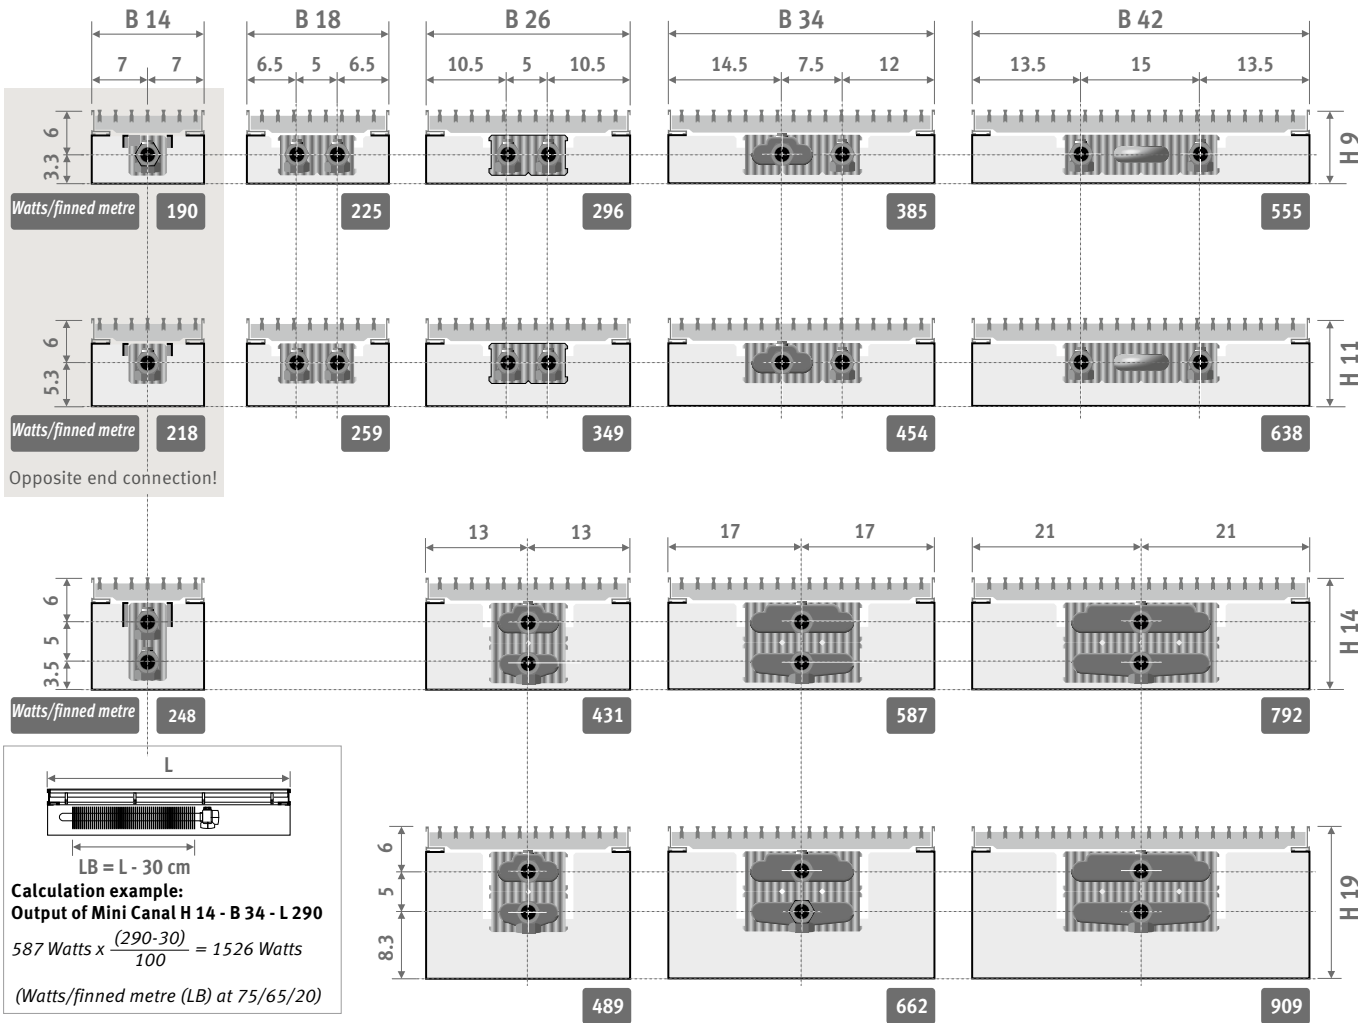 B 14 B 18 B 26 B 34 B 42
7 7 6.5 5 6.5 10.5 5 10.5 14.5 7.5 12 13.5 15 13.5
6
3.3
H 9
Watts/finned metre 190 225 296 385 555
6
5.3
H 11
Watts/finned metre 218 259 349 454 638
Opposite end connection!
13 13 17 17 21 21
6
5
3.5
H 14
Watts/finned metre 248 431 587 792
L
LB = L - 30 cm
Calculation example:
Output of Mini Canal H 14 - B 34 - L 290
587 Watts x (290-30) / 100 = 1526 Watts
(Watts/finned metre (LB) at 75/65/20)
6
5
8.3
H 19
489 662 909